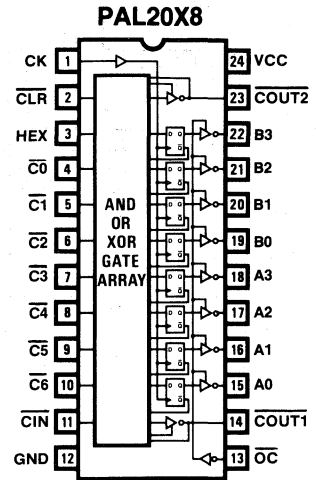 PAL20X8
CK 1 24 VCC
CLR 2 23 COUT2
HEX 3 22 B3
C0 4 21 B2
C1 5 20 B1
C2 6 19 B0
C3 7 18 A3
C4 8 17 A2
C5 9 16 A1
C6 10 15 A0
CIN 11 14 COUT1
GND 12 13 OC
AND
OR
XOR
GATE
ARRAY